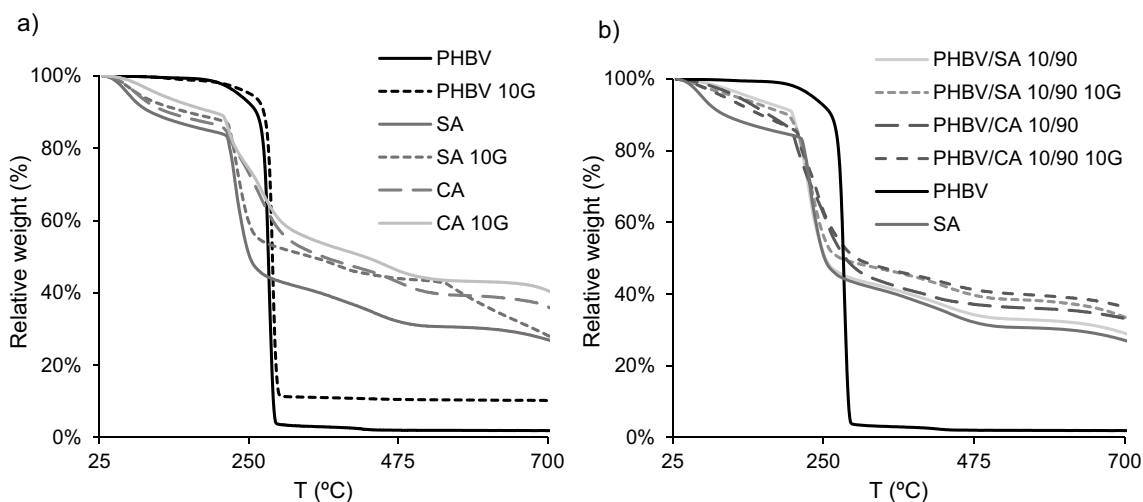 a)
PHBV
PHBV 10G
SA
SA 10G
CA
CA 10G
100%
80%
60%
40%
20%
0%
Relative weight (%)
25
250
475
700
T (ºC)
b)
PHBV/SA 10/90
PHBV/SA 10/90 10G
PHBV/CA 10/90
PHBV/CA 10/90 10G
PHBV
SA
100%
80%
60%
40%
20%
0%
Relative weight (%)
25
250
475
700
T (ºC)